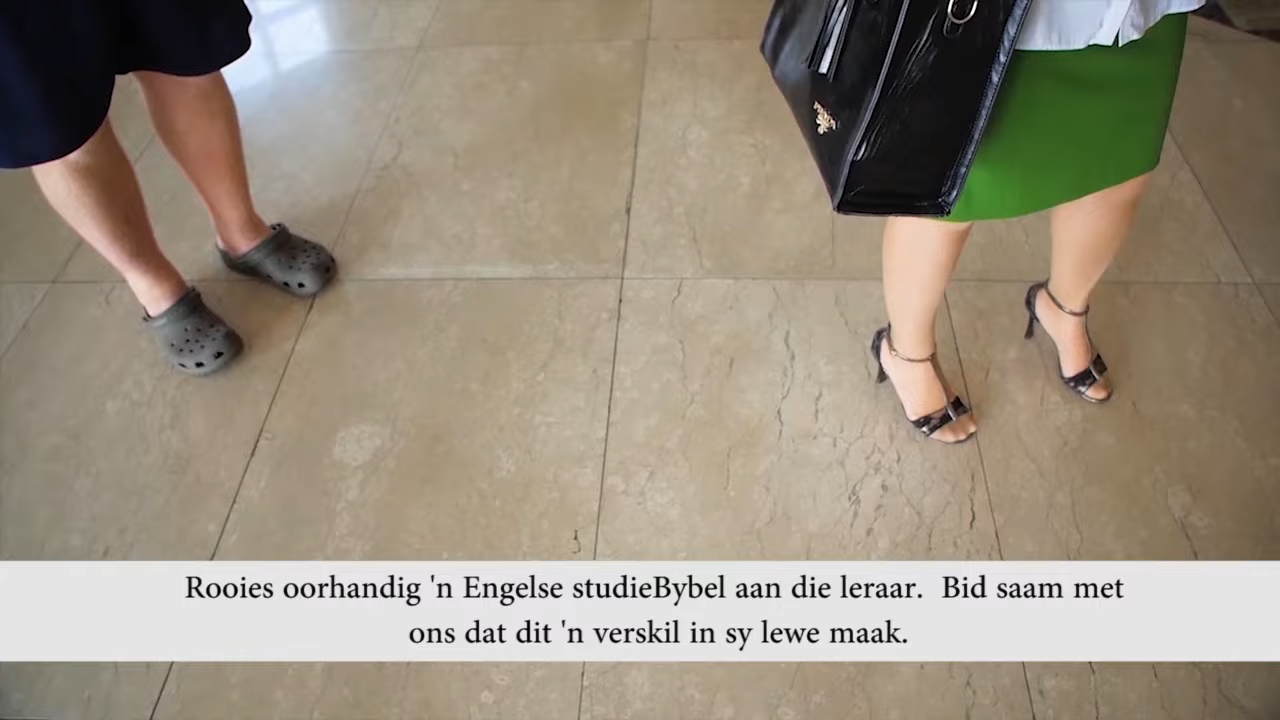 Rooies oorhandig 'n Engelse studieBybel aan die leraar.  Bid saam met
ons dat dit 'n verskil in sy lewe maak.